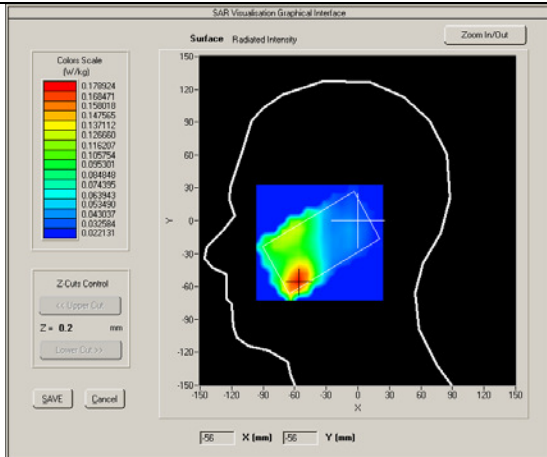 SAR Visualisation Graphical Interface
Surface Radiated Intensity
Zoom In/Out
Colors Scale
(W/kg)
0.178924
0.168471
0.158018
0.147565
0.137112
0.126660
0.116207
0.105754
0.095301
0.084848
0.074395
0.063943
0.053490
0.043037
0.032584
0.022131
150
120
90
60
30
0
-30
-60
-90
-120
-150
Y
-150 -120 -90 -60 -30 0 30 60 90 120 150
X
Z-Cuts Control
<< Upper Cut
Z = 0.2 mm
Lower Cut >>
SAVE Cancel
-56 X (mm) -56 Y (mm)